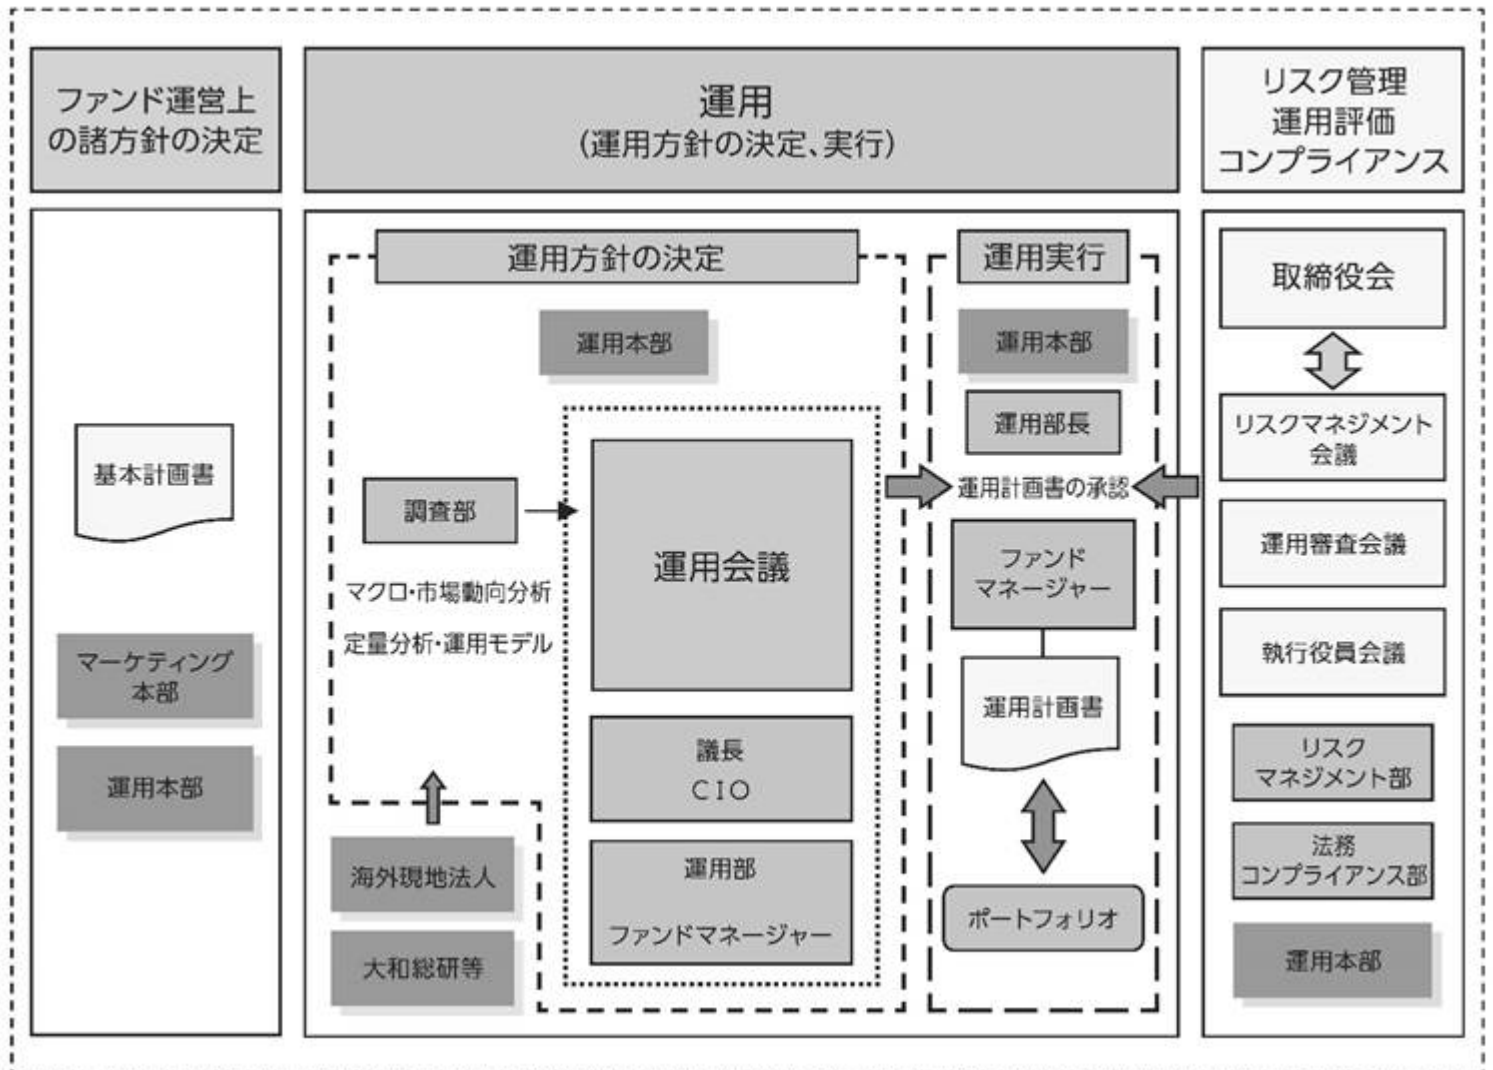 ファンド運営上
の諸方針の決定
運用
(運用方針の決定、実行)
リスク管理
運用評価
コンプライアンス
基本計画書
マーケティング
本部
運用本部
運用方針の決定
運用本部
調査部
マクロ・市場動向分析
定量分析・運用モデル
運用会議
議長
CIO
運用部
ファンドマネージャー
海外現地法人
大和総研等
運用実行
運用本部
運用部長
運用計画書の承認
ファンド
マネージャー
運用計画書
ポートフォリオ
取締役会
リスクマネジメント
会議
運用審査会議
執行役員会議
リスク
マネジメント部
法務
コンプライアンス部
運用本部